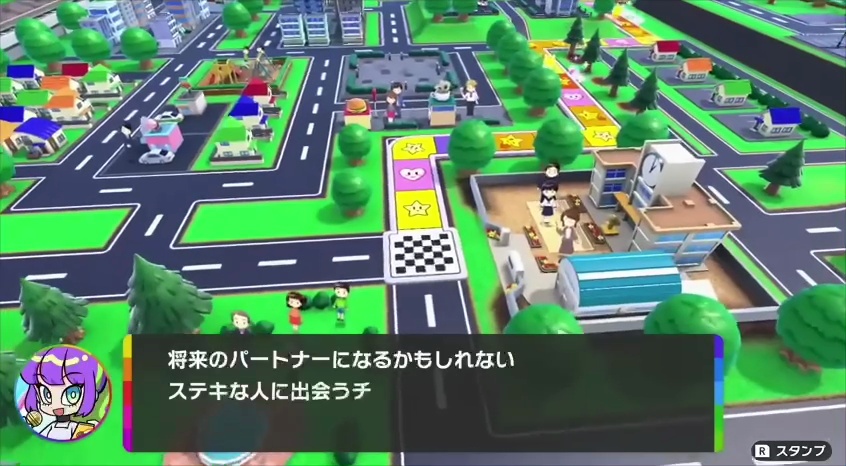 将来のパートナーになるかもしれない
ステキな人に出会うチ
R スタンプ